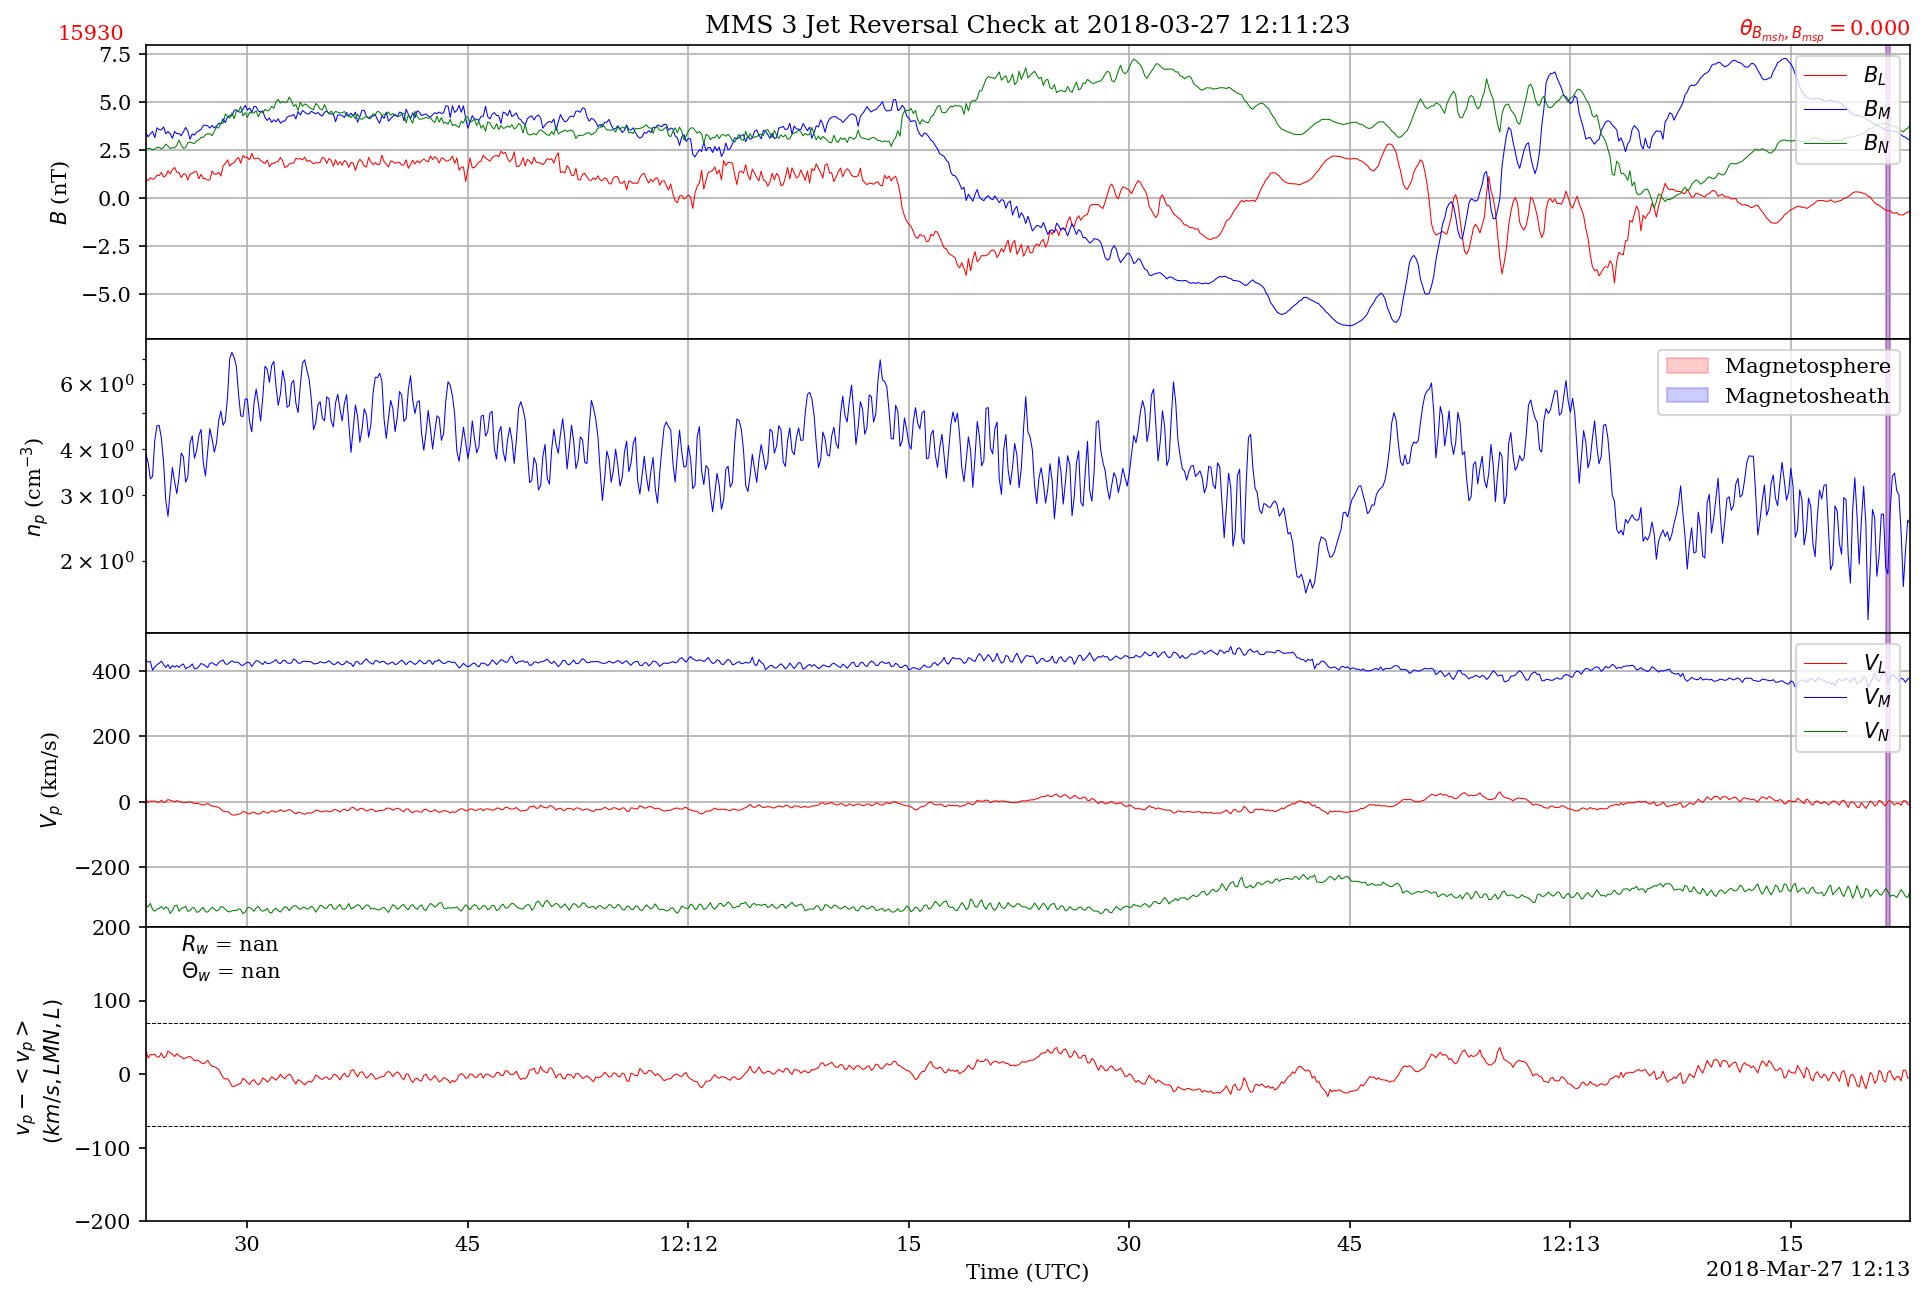 MMS 3 Jet Reversal Check at 2018-03-27 12:11:23
15930
θ_{B_{msh}, B_{msp}} = 0.000
7.5
5.0
2.5
0.0
−2.5
−5.0
B (nT)
B_L
B_M
B_N
6 × 10^0
4 × 10^0
3 × 10^0
2 × 10^0
n_p (cm^{−3})
Magnetosphere
Magnetosheath
400
200
0
−200
V_p (km/s)
V_L
V_M
V_N
200
100
0
−100
−200
v_p − < v_p >
(km/s, LMN, L)
R_w = nan
Θ_w = nan
30
45
12:12
15
30
45
12:13
15
Time (UTC)
2018-Mar-27 12:13